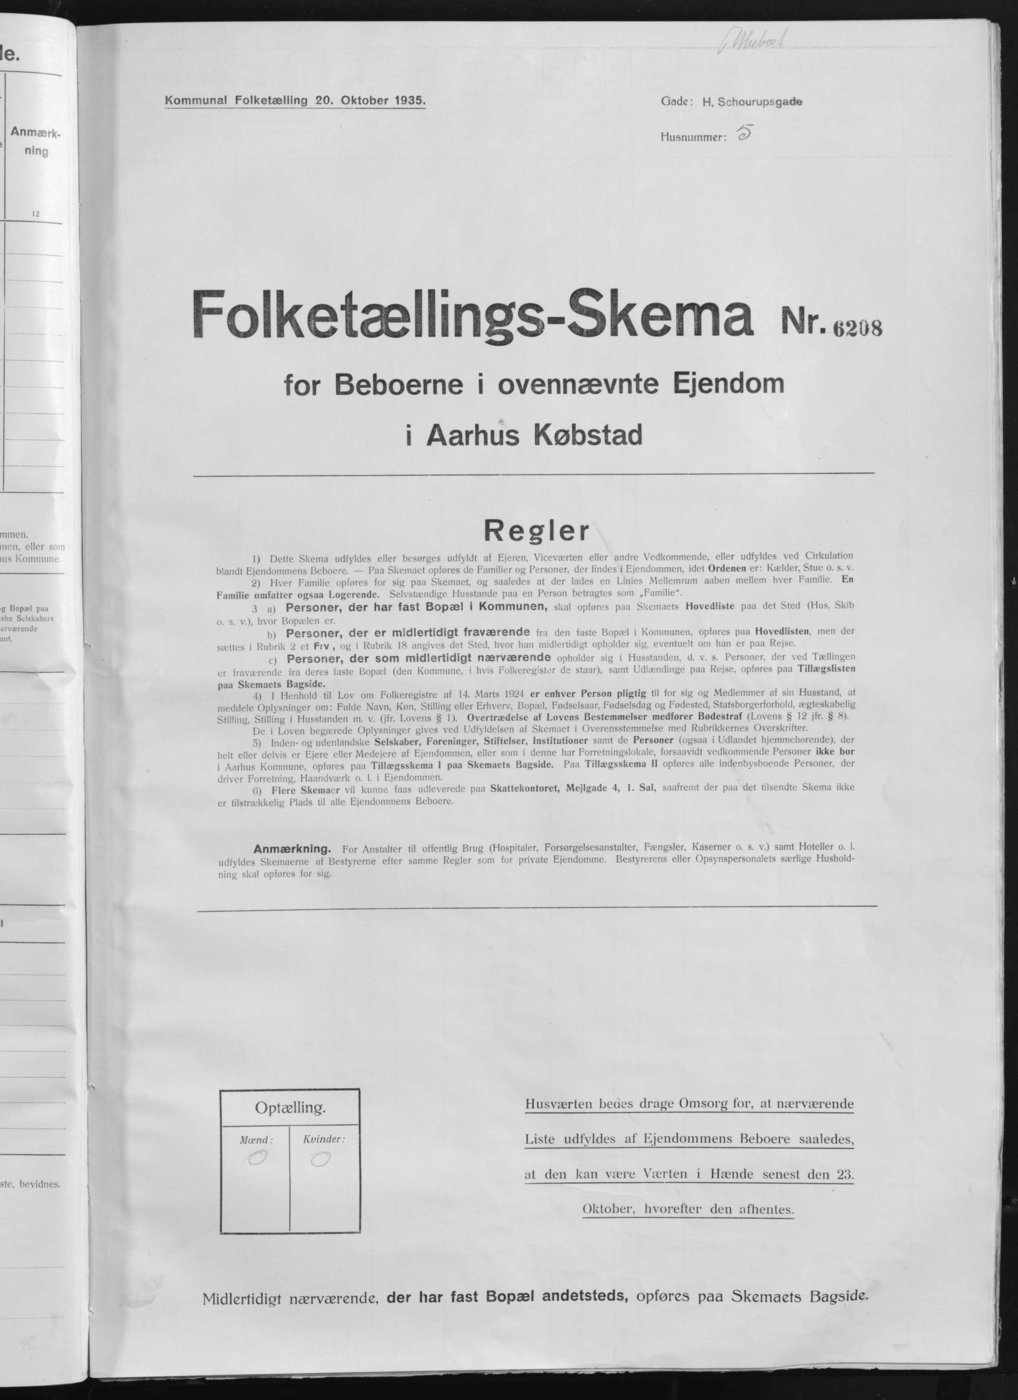 le.
Anmærk-
ning
12
mmen.
men, eller som
us Kommune.
g Bopæl paa
ske Selskabers
erværende
ant.
ste, bevidnes.
Ubeboet
Kommunal Folketælling 20. Oktober 1935.
Gade: H. Schourupsgade
Husnummer: 5
Folketællings-Skema Nr. 6208
for Beboerne i ovennævnte Ejendom
i Aarhus Købstad
Regler
1) Dette Skema udfyldes eller besørges udfyldt af Ejeren, Viceværten eller andre Vedkommende, eller udfyldes ved Cirkulation
blandt Ejendommens Beboere. — Paa Skemaet opføres de Familier og Personer, der findes i Ejendommen, idet Ordenen er: Kælder, Stue o. s. v.
2) Hver Familie opføres for sig paa Skemaet, og saaledes at der lades en Linies Mellemrum aaben mellem hver Familie. En
Familie omfatter ogsaa Logerende. Selvstændige Husstande paa en Person betragtes som „Familie“.
3 a) Personer, der har fast Bopæl i Kommunen, skal opføres paa Skemaets Hovedliste paa det Sted (Hus, Skib
o. s. v.), hvor Bopælen er.
b) Personer, der er midlertidigt fraværende fra den faste Bopæl i Kommunen, opføres paa Hovedlisten, men der
sættes i Rubrik 2 et Frv., og i Rubrik 18 angives det Sted, hvor han midlertidigt opholder sig, eventuelt om han er paa Rejse.
c) Personer, der som midlertidigt nærværende opholder sig i Husstanden, d. v. s. Personer, der ved Tællingen
er fraværende fra deres faste Bopæl (den Kommune, i hvis Folkeregister de staar), samt Udlændinge paa Rejse, opføres paa Tillægslisten
paa Skemaets Bagside.
4) I Henhold til Lov om Folkeregistre af 14. Marts 1924 er enhver Person pligtig til for sig og Medlemmer af sin Husstand, at
meddele Oplysninger om: Fulde Navn, Køn, Stilling eller Erhverv, Bopæl, Fødselsaar, Fødselsdag og Fødested, Statsborgerforhold, ægteskabelig
Stilling, Stilling i Husstanden m. v. (jfr. Lovens § 1). Overtrædelse af Lovens Bestemmelser medfører Bødestraf (Lovens § 12 jfr. § 8).
De i Loven begærede Oplysninger gives ved Udfyldelsen af Skemaet i Overensstemmelse med Rubrikkernes Overskrifter.
5) Inden- og udenlandske Selskaber, Foreninger, Stiftelser, Institutioner samt de Personer (ogsaa i Udlandet hjemmehørende), der
helt eller delvis er Ejere eller Medejere af Ejendommen, eller som i denne har Forretningslokale, forsaavidt vedkommende Personer ikke bor
i Aarhus Kommune, opføres paa Tillægsskema I paa Skemaets Bagside. Paa Tillægsskema II opføres alle indenbysboende Personer, der
driver Forretning, Haandværk o. l. i Ejendommen.
6) Flere Skemaer vil kunne faas udleverede paa Skattekontoret, Mejlgade 4, 1. Sal, saafremt der paa det tilsendte Skema ikke
er tilstrækkelig Plads til alle Ejendommens Beboere.
Anmærkning. For Anstalter til offentlig Brug (Hospitaler, Forsørgelsesanstalter, Fængsler, Kaserner o. s. v.) samt Hoteller o. l.
udfyldes Skemaerne af Bestyrerne efter samme Regler som for private Ejendomme. Bestyrerens eller Opsynspersonalets særlige Hushold-
ning skal opføres for sig.
Optælling.
Mænd: Kvinder:
0 0
Husværten bedes drage Omsorg for, at nærværende
Liste udfyldes af Ejendommens Beboere saaledes,
at den kan være Værten i Hænde senest den 23.
Oktober, hvorefter den afhentes.
Midlertidigt nærværende, der har fast Bopæl andetsteds, opføres paa Skemaets Bagside.